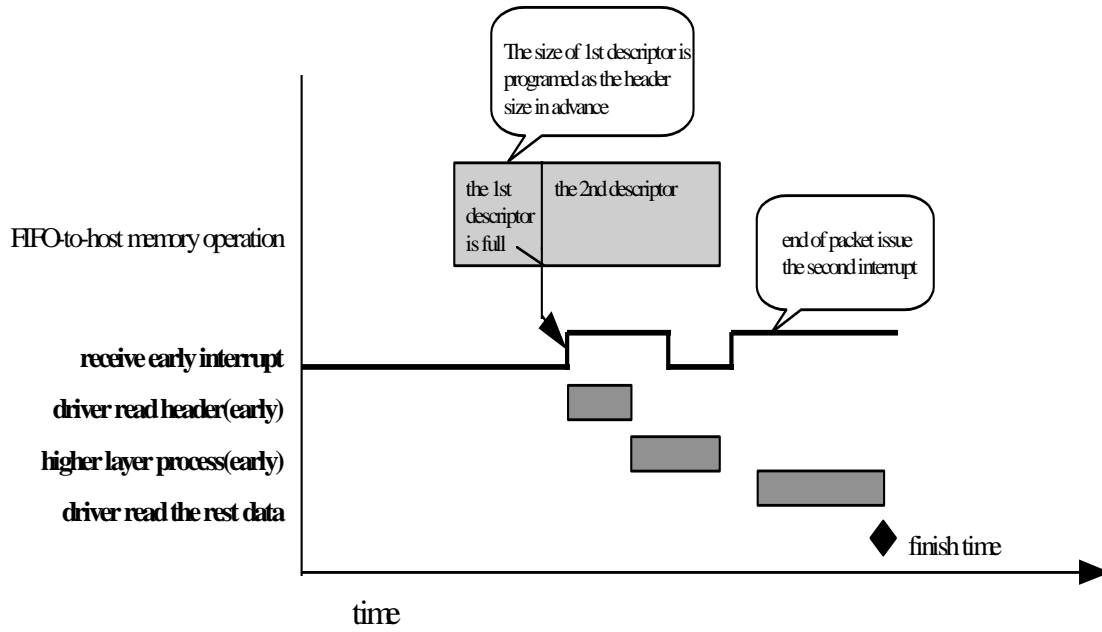 The size of 1st descriptor is
programed as the header
size in advance
the 1st
descriptor
is full
the 2nd descriptor
FIFO-to-host memory operation
end of packet issue
the second interrupt
receive early interrupt
driver read header(early)
higher layer process(early)
driver read the rest data
finish time
time